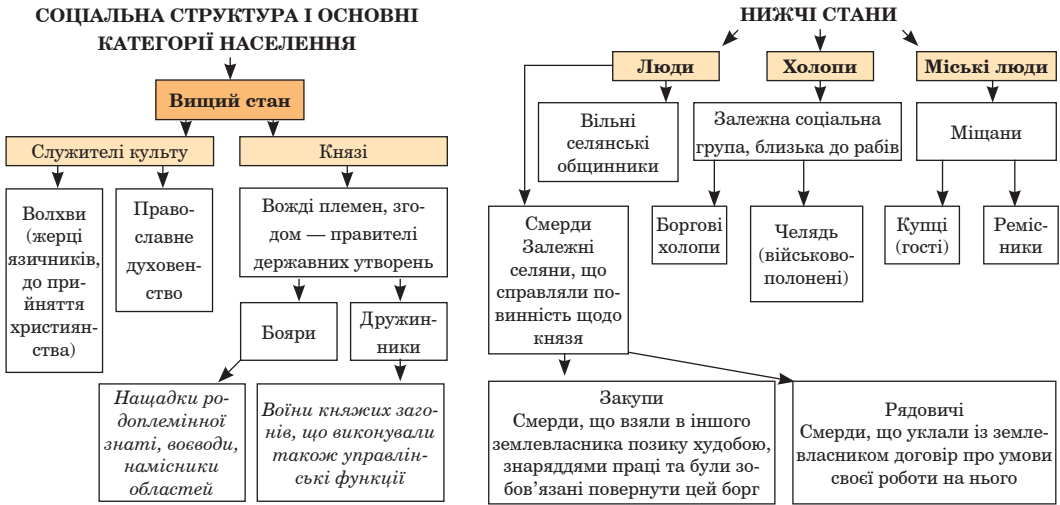 СОЦІАЛЬНА СТРУКТУРА І ОСНОВНІ
КАТЕГОРІЇ НАСЕЛЕННЯ
Вищий стан
Служителі культу
Князі
Волхви
(жерці
язичників,
до при-
йняття
християн-
ства)
Право-
славне
духовен-
ство
Вожді племен, зго-
дом — правителі
державних утворень
Бояри
Дружин-
ники
Нащадки ро-
доплемінної
знаті, воєводи,
намісники
областей
Воїни княжих заго-
нів, що виконували
також управлін-
ські функції
НИЖЧІ СТАНИ
Люди
Холопи
Міські люди
Вільні
селянські
общинники
Залежна соціальна
група, близька до рабів
Міщани
Смерди
Залежні
селяни, що
справляли по-
винність щодо
князя
Боргові
холопи
Челядь
(військово-
полонені)
Купці
(гості)
Реміс-
ники
Закупи
Смерди, що взяли в іншого
землевласника позику худобою,
знаряддями праці та були зо-
бов’язані повернути цей борг
Рядовичі
Смерди, що уклали із земле-
власником договір про умови
своєї роботи на нього